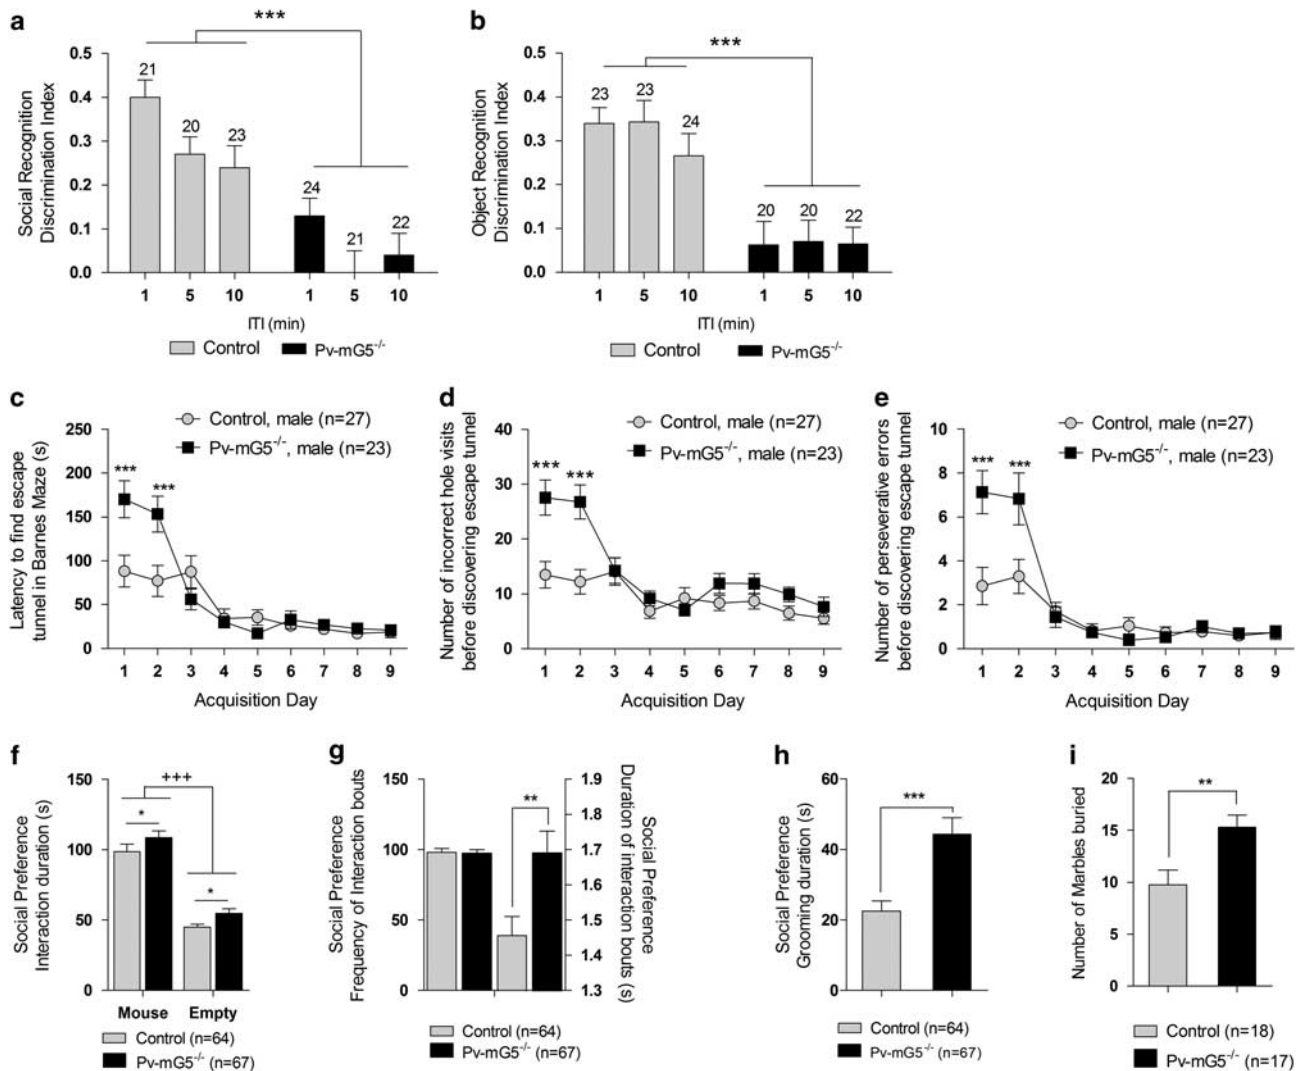 a
***
Social Recognition
Discrimination Index
0.5
0.4
0.3
0.2
0.1
0.0
21
20
23
24
21
22
1 5 10 1 5 10
ITI (min)
Control
Pv-mG5-/-
b
***
Object Recognition
Discrimination Index
0.5
0.4
0.3
0.2
0.1
0.0
23
23
24
20
20
22
1 5 10 1 5 10
ITI (min)
Control
Pv-mG5-/-
c
Control, male (n=27)
Pv-mG5-/-, male (n=23)
Latency to find escape
tunnel in Barnes Maze (s)
250
200
150
100
50
0
***
***
1 2 3 4 5 6 7 8 9
Acquisition Day
d
Control, male (n=27)
Pv-mG5-/-, male (n=23)
Number of incorrect hole visits
before discovering escape tunnel
40
30
20
10
0
***
***
1 2 3 4 5 6 7 8 9
Acquisition Day
e
Control, male (n=27)
Pv-mG5-/-, male (n=23)
Number of perseverative errors
before discovering escape tunnel
10
8
6
4
2
0
***
***
1 2 3 4 5 6 7 8 9
Acquisition Day
f
Social Preference
Interaction duration (s)
150
100
50
0
+++
*
*
Mouse Empty
Control (n=64)
Pv-mG5-/- (n=67)
g
Social Preference
Frequency of Interaction bouts
150
100
50
0
**
1.9
1.8
1.7
1.6
1.5
1.4
1.3
Social Preference
Duration of interaction bouts (s)
Control (n=64)
Pv-mG5-/- (n=67)
h
Social Preference
Grooming duration (s)
60
40
20
0
***
Control (n=64)
Pv-mG5-/- (n=67)
i
Number of Marbles buried
20
15
10
5
0
**
Control (n=18)
Pv-mG5-/- (n=17)